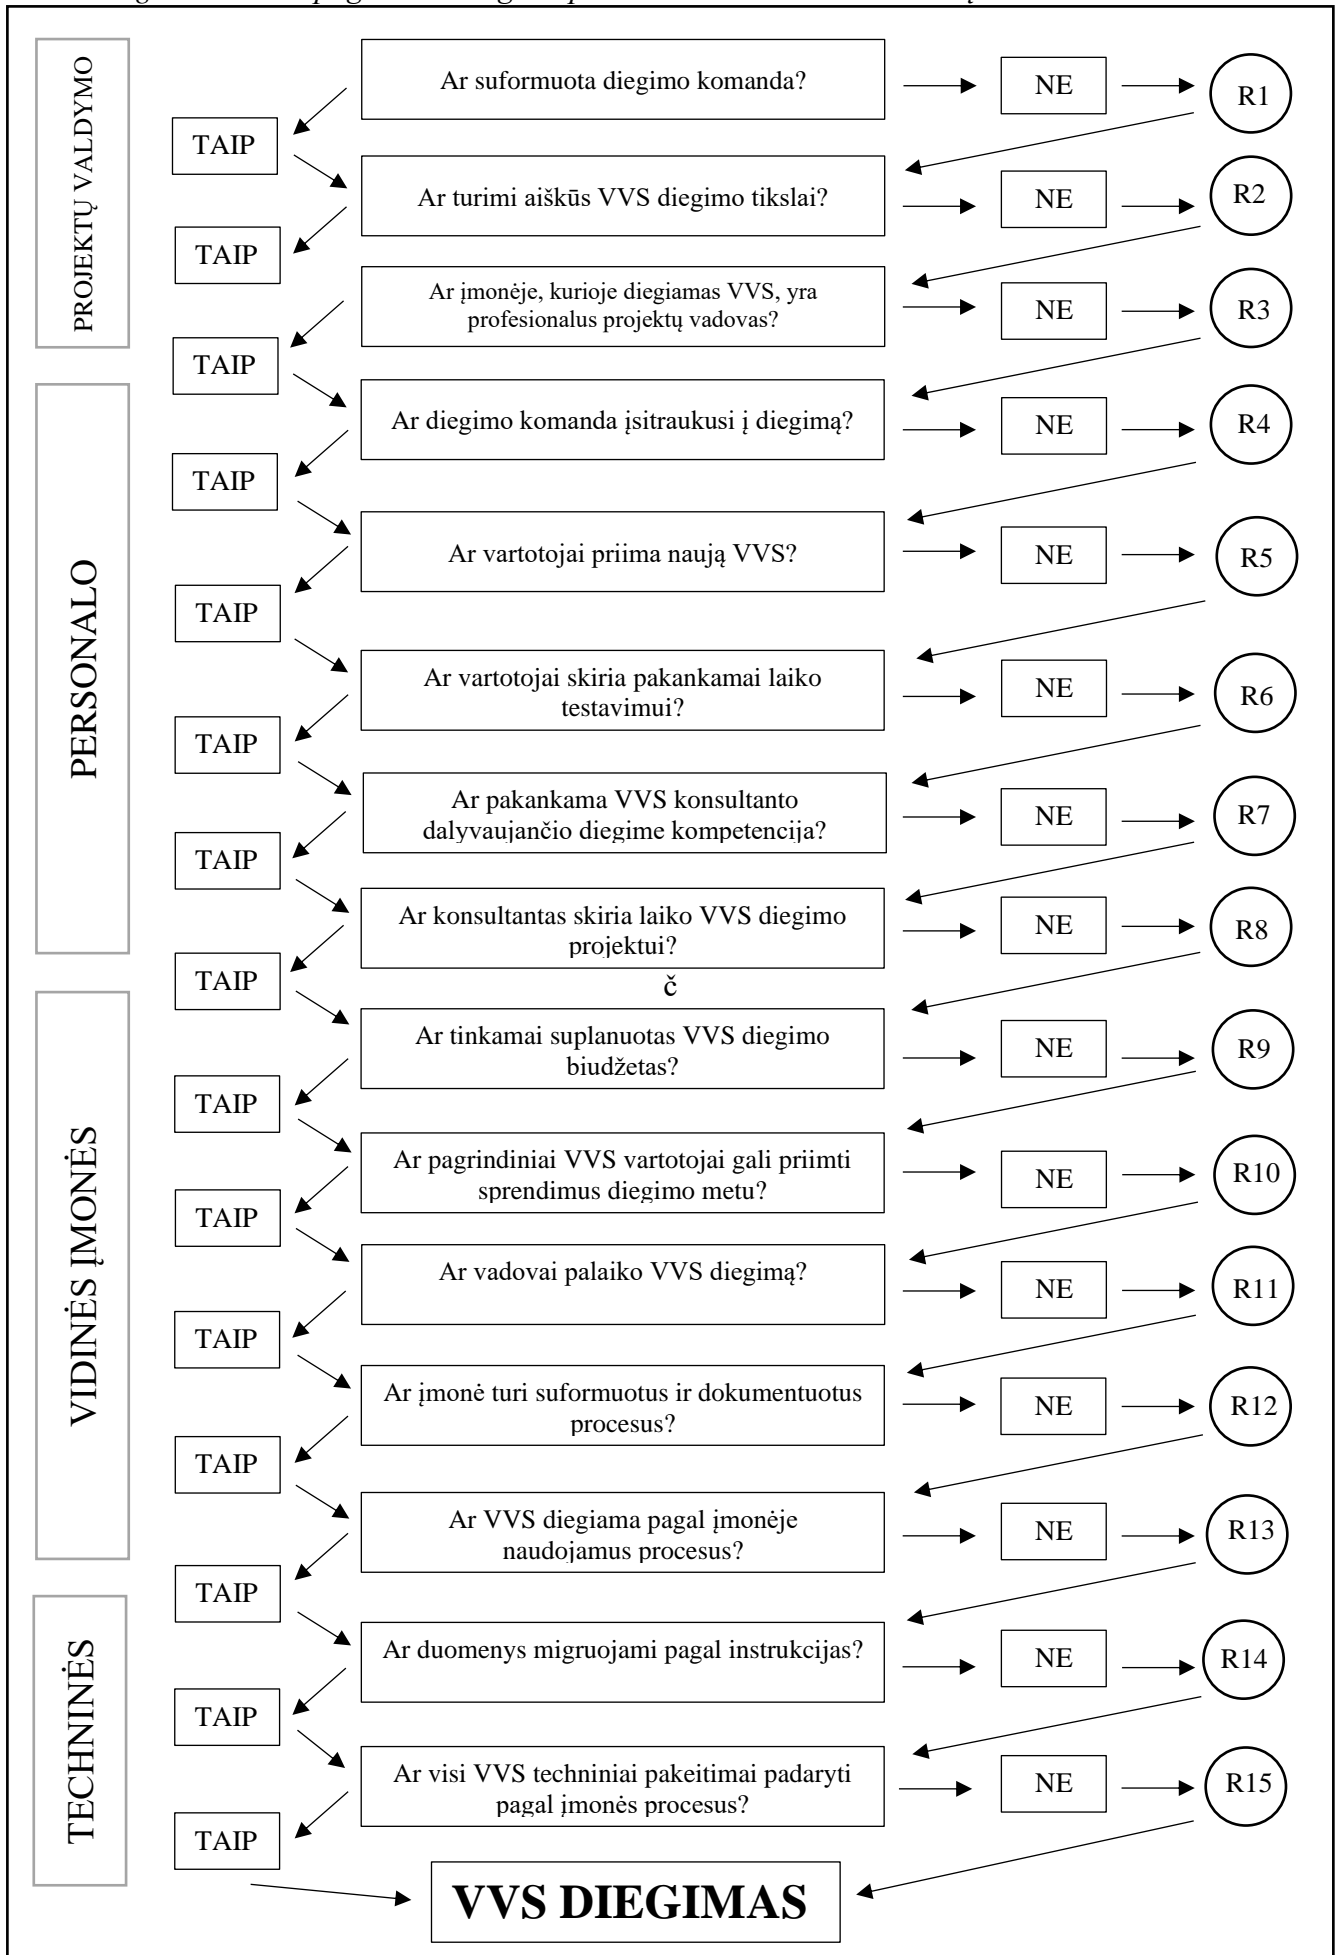 PROJEKTŲ VALDYMO
Ar suformuota diegimo komanda?
NE
R1
TAIP
Ar turimi aiškūs VVS diegimo tikslai?
NE
R2
TAIP
Ar įmonėje, kurioje diegiamas VVS, yra
profesionalus projektų vadovas?
NE
R3
TAIP
PERSONALO
Ar diegimo komanda įsitraukusi į diegimą?
NE
R4
TAIP
Ar vartotojai priima naują VVS?
NE
R5
TAIP
Ar vartotojai skiria pakankamai laiko
testavimui?
NE
R6
TAIP
Ar pakankama VVS konsultanto
dalyvaujančio diegime kompetencija?
NE
R7
TAIP
Ar konsultantas skiria laiko VVS diegimo
projektui?
NE
R8
TAIP
č
VIDINĖS ĮMONĖS
Ar tinkamai suplanuotas VVS diegimo
biudžetas?
NE
R9
TAIP
Ar pagrindiniai VVS vartotojai gali priimti
sprendimus diegimo metu?
NE
R10
TAIP
Ar vadovai palaiko VVS diegimą?
NE
R11
TAIP
Ar įmonė turi suformuotus ir dokumentuotus
procesus?
NE
R12
TAIP
Ar VVS diegiama pagal įmonėje
naudojamus procesus?
NE
R13
TAIP
TECHNINĖS
Ar duomenys migruojami pagal instrukcijas?
NE
R14
TAIP
Ar visi VVS techniniai pakeitimai padaryti
pagal įmonės procesus?
NE
R15
TAIP
VVS DIEGIMAS